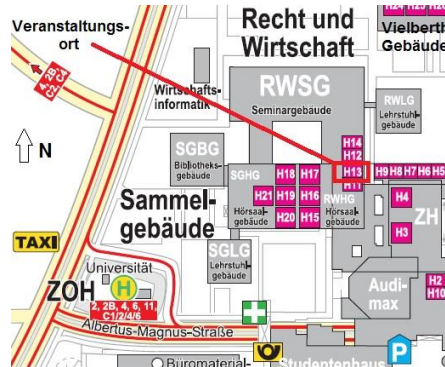 Veranstaltungs-
ort
Recht und
Wirtschaft
Vielberth
Gebäude
4, 2B,
C2, C4
Wirtschafts-
informatik
RWSG
Seminargebäude
RWLG
Lehrstuhl-
gebäude
SGBG
Bibliotheks-
gebäude
N
H14
H12
H13
H11
H9 H8 H7 H6 H5
SGHG
H18 H17
H21 H19 H16
H20 H15
Hörsaal-
gebäude
RWHG
Hörsaal-
gebäude
H4
H3
ZH
Sammel-
gebäude
SGLG
Lehrstuhl-
gebäude
TAXI
Universität
ZOH
H
2, 2B, 4, 6, 11
C1/2/4/6
Albertus-Magnus-Straße
Audi-
max
H2
H10
P
Büromaterial-
Studentenhaus